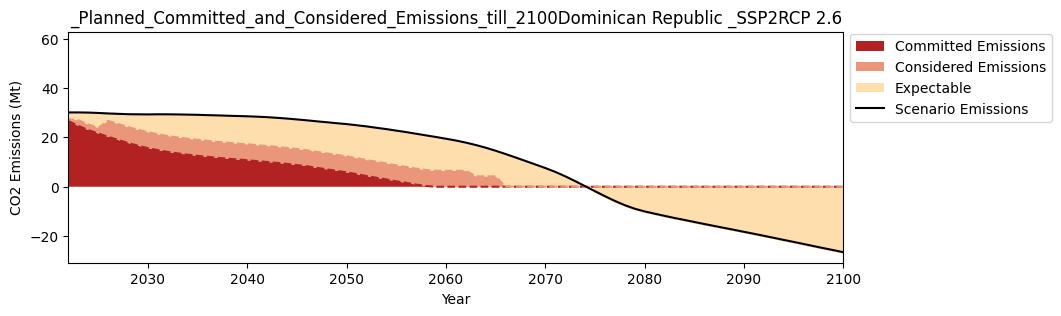 _Planned_Committed_and_Considered_Emissions_till_2100Dominican Republic _SSP2RCP 2.6
60
40
20
0
−20
CO2 Emissions (Mt)
2030 2040 2050 2060 2070 2080 2090 2100
Year
Committed Emissions
Considered Emissions
Expectable
Scenario Emissions